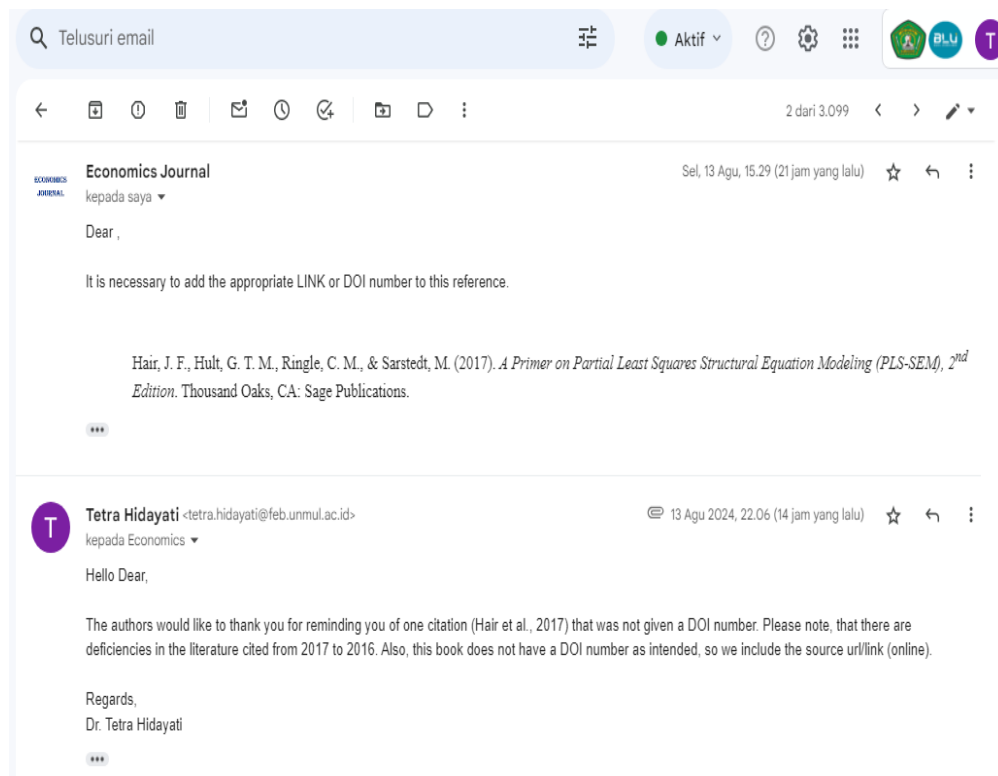 Telusuri email
Aktif
BLU
T
2 dari 3.099
ECONOMICS
JOURNAL
Economics Journal
Sel, 13 Agu, 15.29 (21 jam yang lalu)
kepada saya
Dear ,
It is necessary to add the appropriate LINK or DOI number to this reference.
Hair, J. F., Hult, G. T. M., Ringle, C. M., & Sarstedt, M. (2017). A Primer on Partial Least Squares Structural Equation Modeling (PLS-SEM), 2nd
Edition. Thousand Oaks, CA: Sage Publications.
T
Tetra Hidayati <tetra.hidayati@feb.unmul.ac.id>
13 Agu 2024, 22.06 (14 jam yang lalu)
kepada Economics
Hello Dear,
The authors would like to thank you for reminding you of one citation (Hair et al., 2017) that was not given a DOI number. Please note, that there are
deficiencies in the literature cited from 2017 to 2016. Also, this book does not have a DOI number as intended, so we include the source url/link (online).
Regards,
Dr. Tetra Hidayati